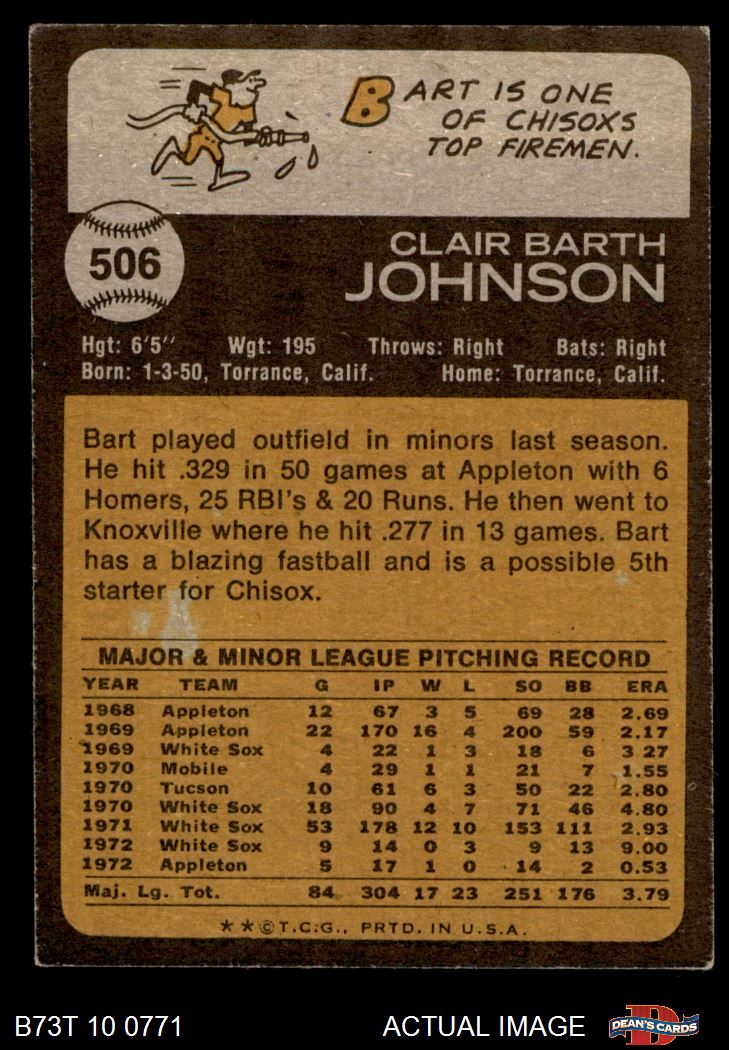 BART IS ONE
OF CHISOXS
TOP FIREMEN.
506
CLAIR BARTH
JOHNSON
Hgt: 6'5'' Wgt: 195 Throws: Right Bats: Right
Born: 1-3-50, Torrance, Calif. Home: Torrance, Calif.
Bart played outfield in minors last season.
He hit .329 in 50 games at Appleton with 6
Homers, 25 RBI's & 20 Runs. He then went to
Knoxville where he hit .277 in 13 games. Bart
has a blazing fastball and is a possible 5th
starter for Chisox.
MAJOR & MINOR LEAGUE PITCHING RECORD
YEAR TEAM G IP W L SO BB ERA
1968 Appleton 12 67 3 5 69 28 2.69
1969 Appleton 22 170 16 4 200 59 2.17
1969 White Sox 4 22 1 3 18 6 3 27
1970 Mobile 4 29 1 1 21 7 1.55
1970 Tucson 10 61 6 3 50 22 2.80
1970 White Sox 18 90 4 7 71 46 4.80
1971 White Sox 53 178 12 10 153 111 2.93
1972 White Sox 9 14 0 3 9 13 9.00
1972 Appleton 5 17 1 0 14 2 0.53
Maj. Lg. Tot. 84 304 17 23 251 176 3.79
* * © T.C.G., PRTD. IN U.S.A.
B73T 10 0771 ACTUAL IMAGE D DEAN'S CARDS